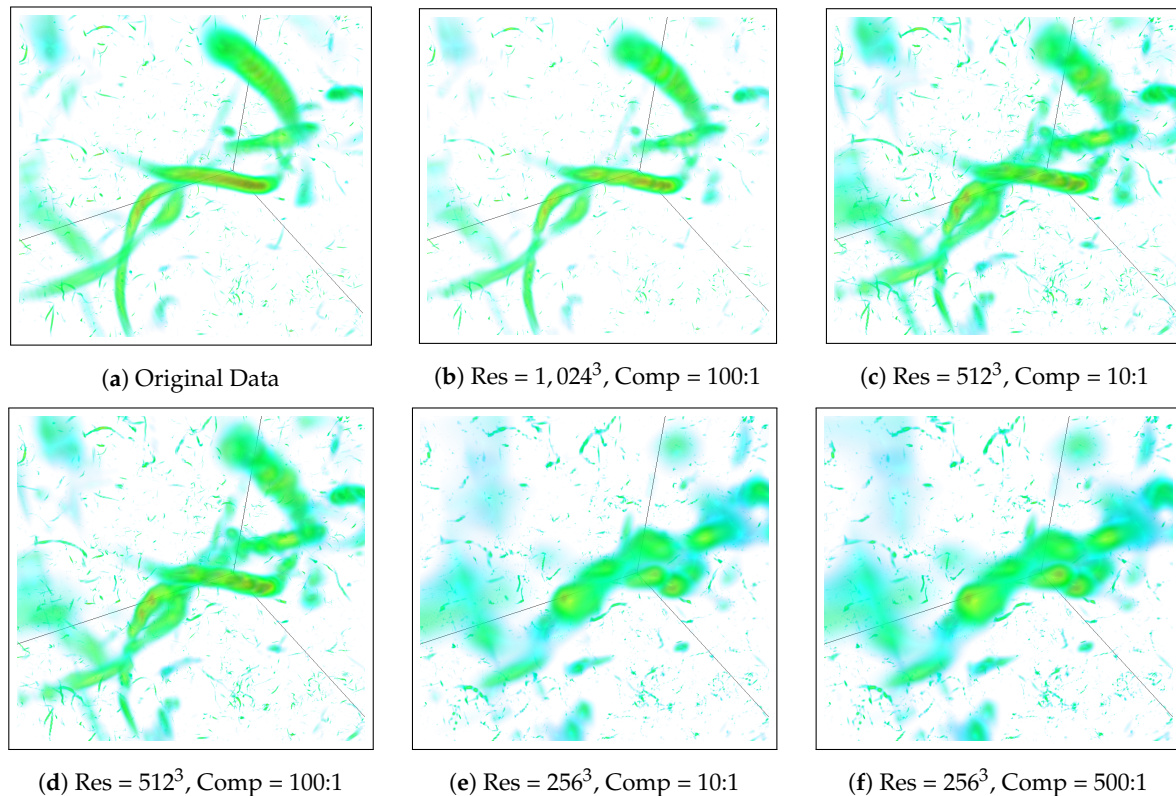 (a) Original Data
(b) Res = 1,024³, Comp = 100:1
(c) Res = 512³, Comp = 10:1
(d) Res = 512³, Comp = 100:1
(e) Res = 256³, Comp = 10:1
(f) Res = 256³, Comp = 500:1